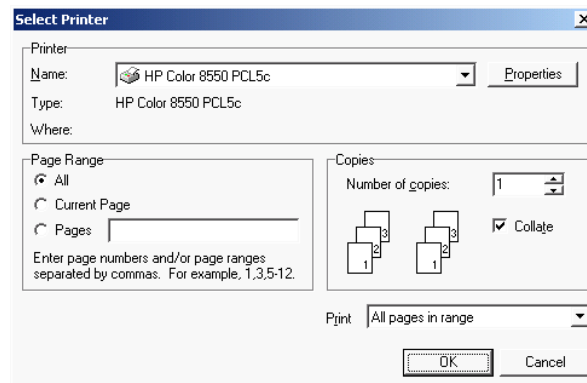 Select Printer
Printer
Name:
HP Color 8550 PCL5c
Properties
Type:
HP Color 8550 PCL5c
Where:
Page Range
All
Current Page
Pages
Enter page numbers and/or page ranges
separated by commas. For example, 1,3,5-12.
Copies
Number of copies:
1
1 2 3
1 2 3
Collate
Print
All pages in range
OK
Cancel